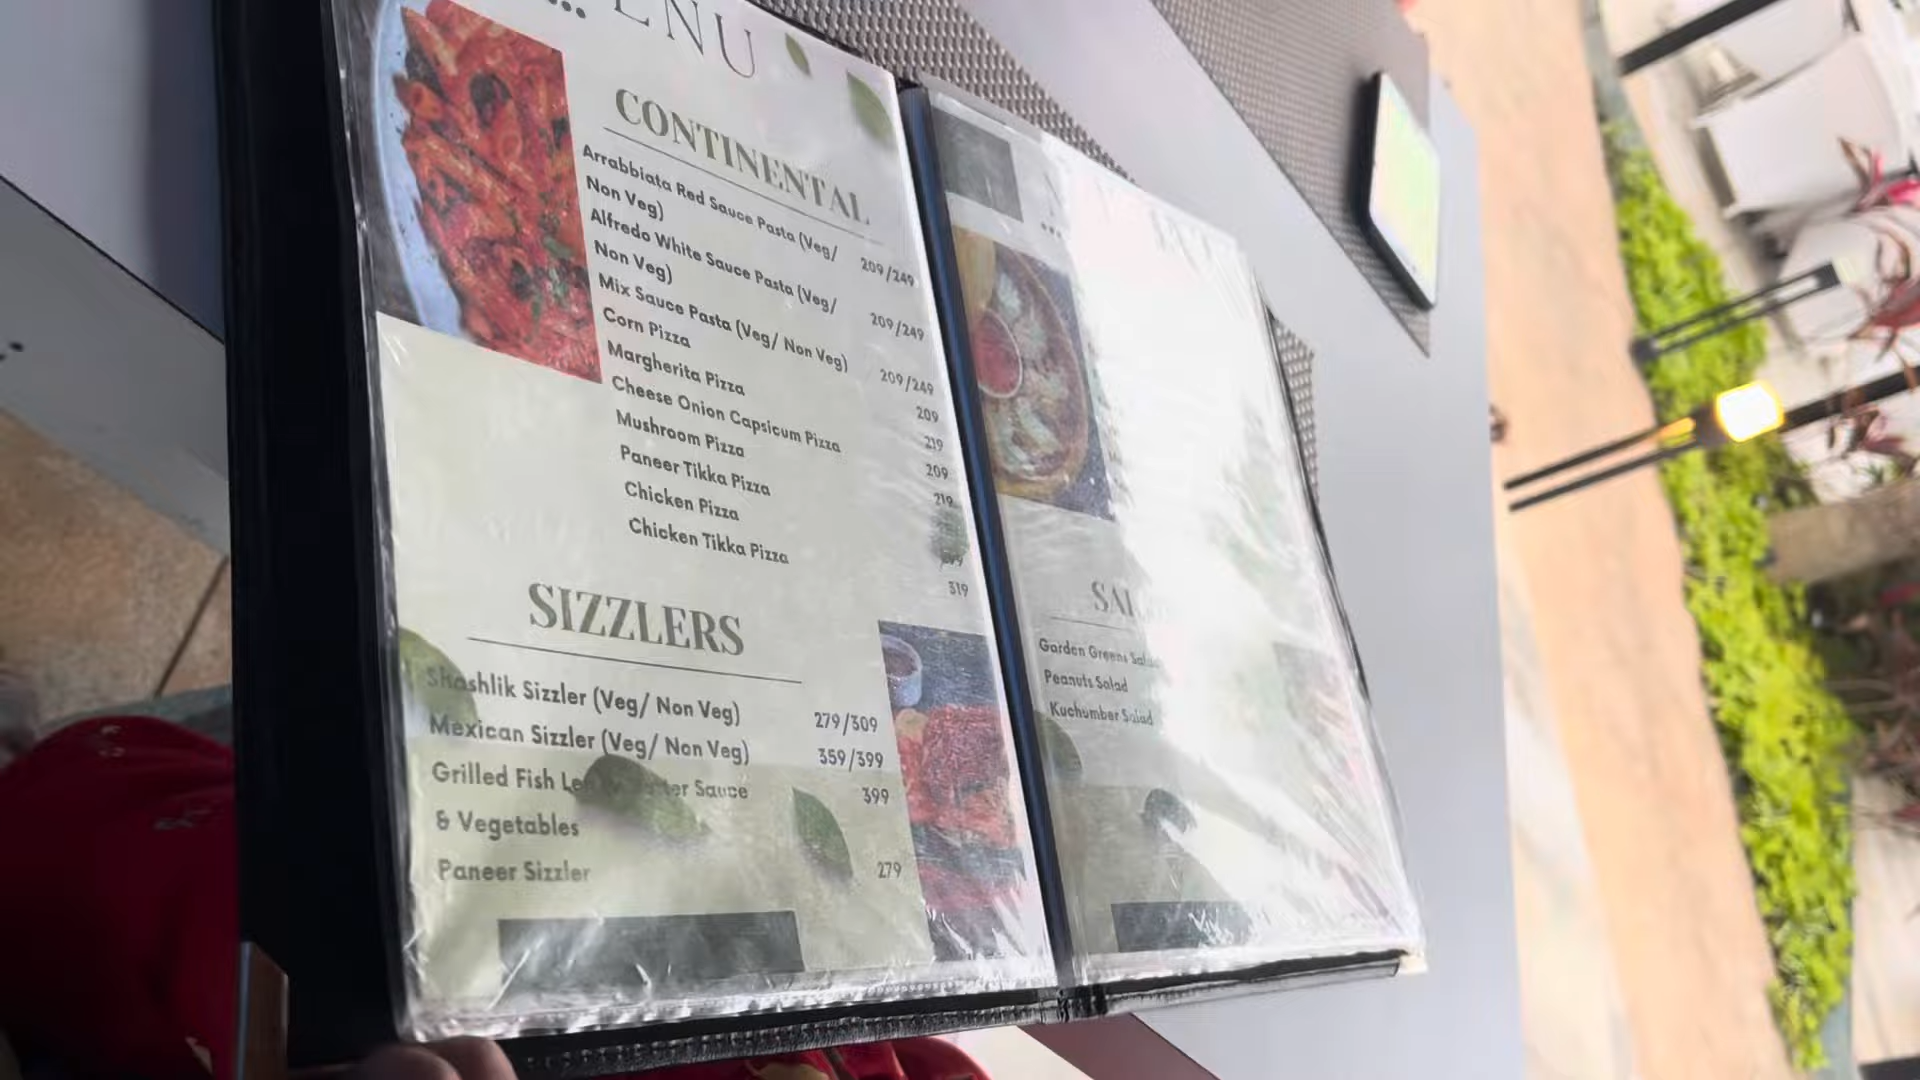 ENU
CONTINENTAL
Arrabbiata Red Sauce Pasta (Veg/
Non Veg) 209/249
Alfredo White Sauce Pasta (Veg/
Non Veg) 209/249
Mix Sauce Pasta (Veg/ Non Veg) 209/249
Corn Pizza 209
Margherita Pizza 219
Cheese Onion Capsicum Pizza 209
Mushroom Pizza 219
Paneer Tikka Pizza
Chicken Pizza
Chicken Tikka Pizza 319
SIZZLERS
Shashlik Sizzler (Veg/ Non Veg) 279/309
Mexican Sizzler (Veg/ Non Veg) 359/399
Grilled Fish Sauce 399
& Vegetables
Paneer Sizzler 279
Garden Greens Salad
Peanuts Salad
Kuchumber Salad